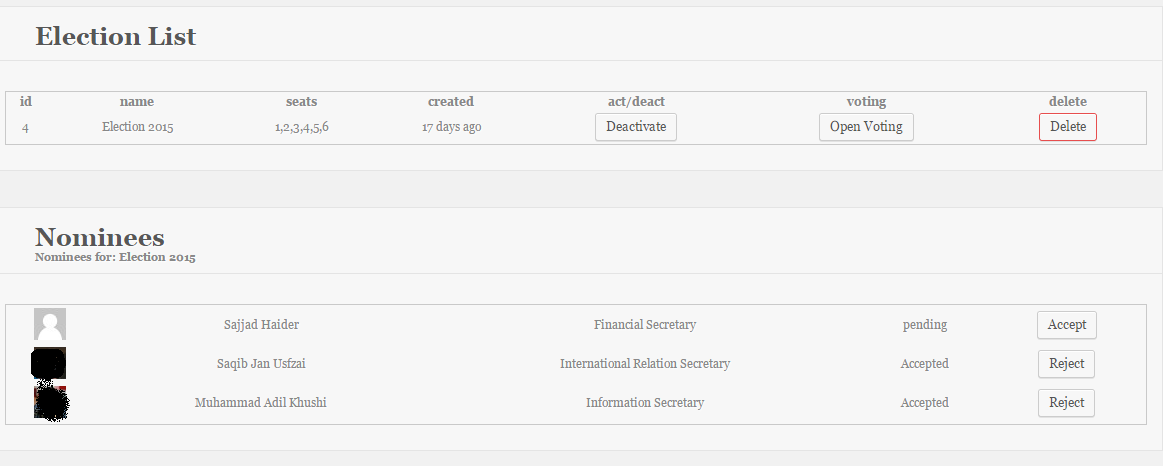 Election List
id name seats created act/deact voting delete
4 Election 2015 1,2,3,4,5,6 17 days ago Deactivate Open Voting Delete
Nominees
Nominees for: Election 2015
Sajjad Haider Financial Secretary pending Accept
Saqib Jan Usfzai International Relation Secretary Accepted Reject
Muhammad Adil Khushi Information Secretary Accepted Reject